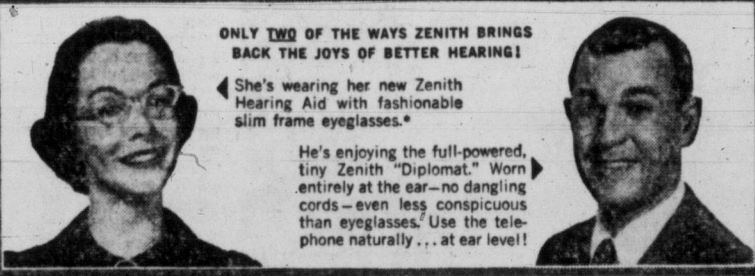 ONLY TWO OF THE WAYS ZENITH BRINGS
BACK THE JOYS OF BETTER HEARING!
She's wearing her new Zenith
Hearing Aid with fashionable
slim frame eyeglasses.*
He's enjoying the full-powered,
tiny Zenith "Diplomat." Worn
entirely at the ear—no dangling
cords—even less conspicuous
than eyeglasses. Use the tele-
phone naturally...at ear level!